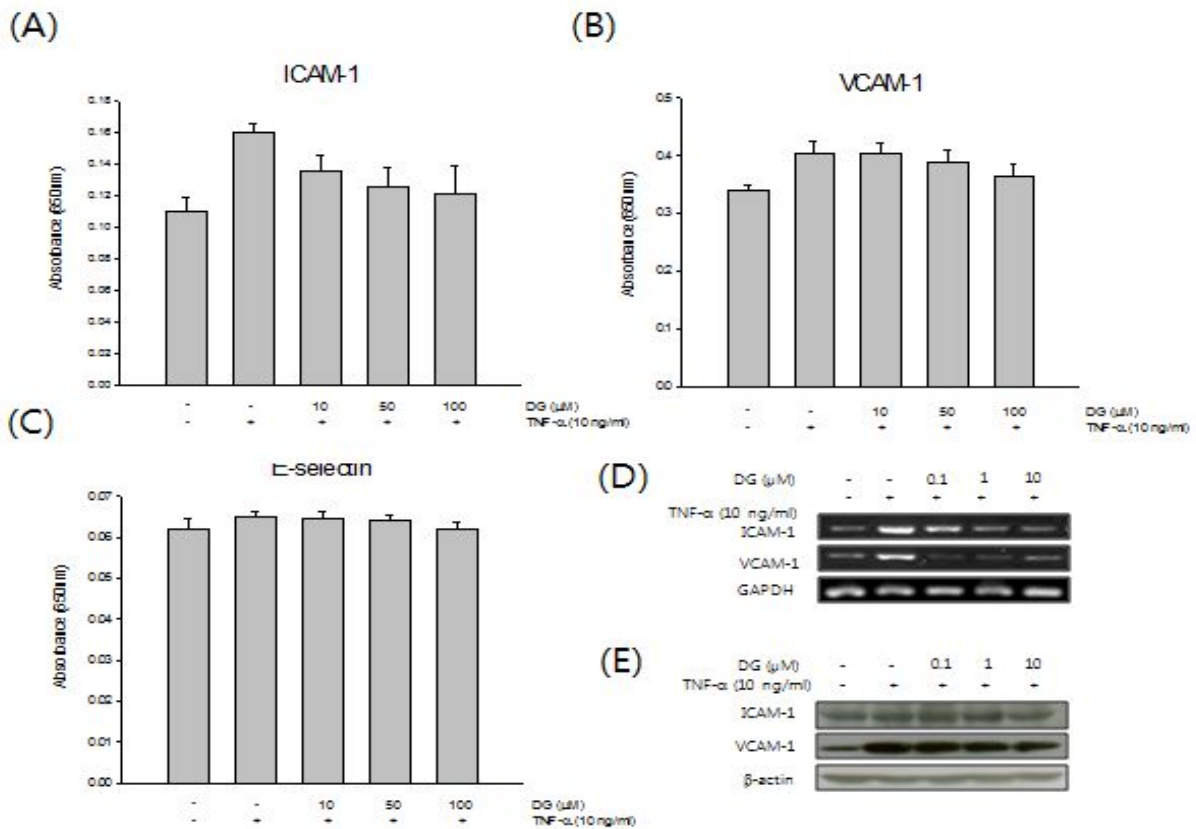 (A)
ICAM-1
0.18
0.16
0.14
0.12
0.10
0.08
0.06
0.04
0.02
0.00
Absorbance (650nm)
- - 10 50 100 DG (μM)
- + + + + TNF-α (10 ng/ml)
(B)
VCAM-1
0.5
0.4
0.3
0.2
0.1
0.0
Absorbance (650nm)
- - 10 50 100 DG (μM)
- + + + + TNF-α (10 ng/ml)
(C)
E-selectin
0.07
0.06
0.05
0.04
0.03
0.02
0.01
0.00
Absorbance (650nm)
- - 10 50 100 DG (μM)
- + + + + TNF-α (10 ng/ml)
(D)
DG (μM) - - 0.1 1 10
TNF-α (10 ng/ml) - + + + +
ICAM-1
VCAM-1
GAPDH
(E)
DG (μM) - - 0.1 1 10
TNF-α (10 ng/ml) - + + + +
ICAM-1
VCAM-1
β-actin